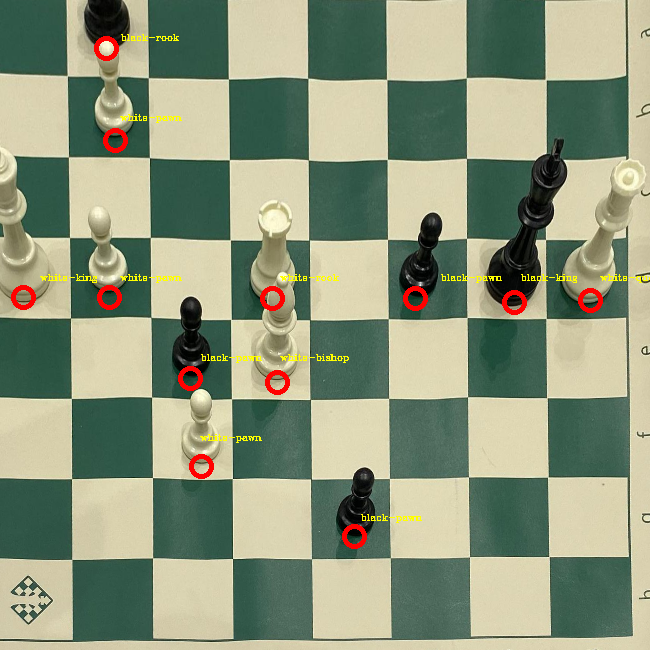 black-rook
white-pawn
white-king
white-pawn
white-rook
black-pawn
black-king
black-pawn
white-bishop
white-pawn
black-pawn
a
b
c
d
e
f
g
h